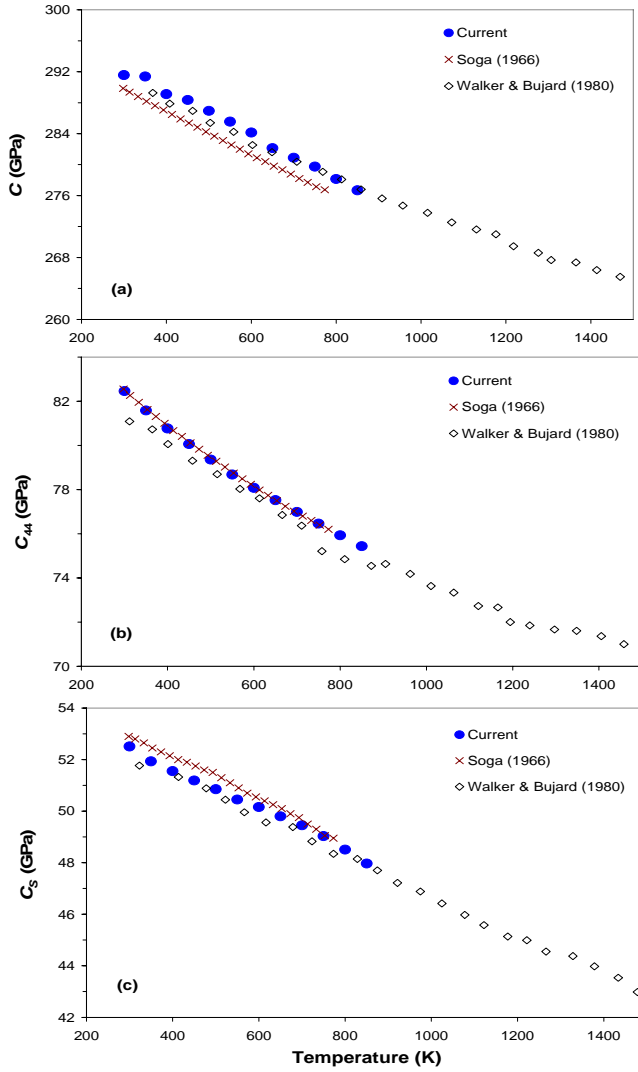 300
292
284
276
268
260
C (GPa)
Current
Soga (1966)
Walker & Bujard (1980)
(a)
200 400 600 800 1000 1200 1400
82
78
74
70
C44 (GPa)
Current
Soga (1966)
Walker & Bujard (1980)
(b)
200 400 600 800 1000 1200 1400
54
52
50
48
46
44
42
CS (GPa)
Current
Soga (1966)
Walker & Bujard (1980)
(c)
200 400 600 800 1000 1200 1400
Temperature (K)